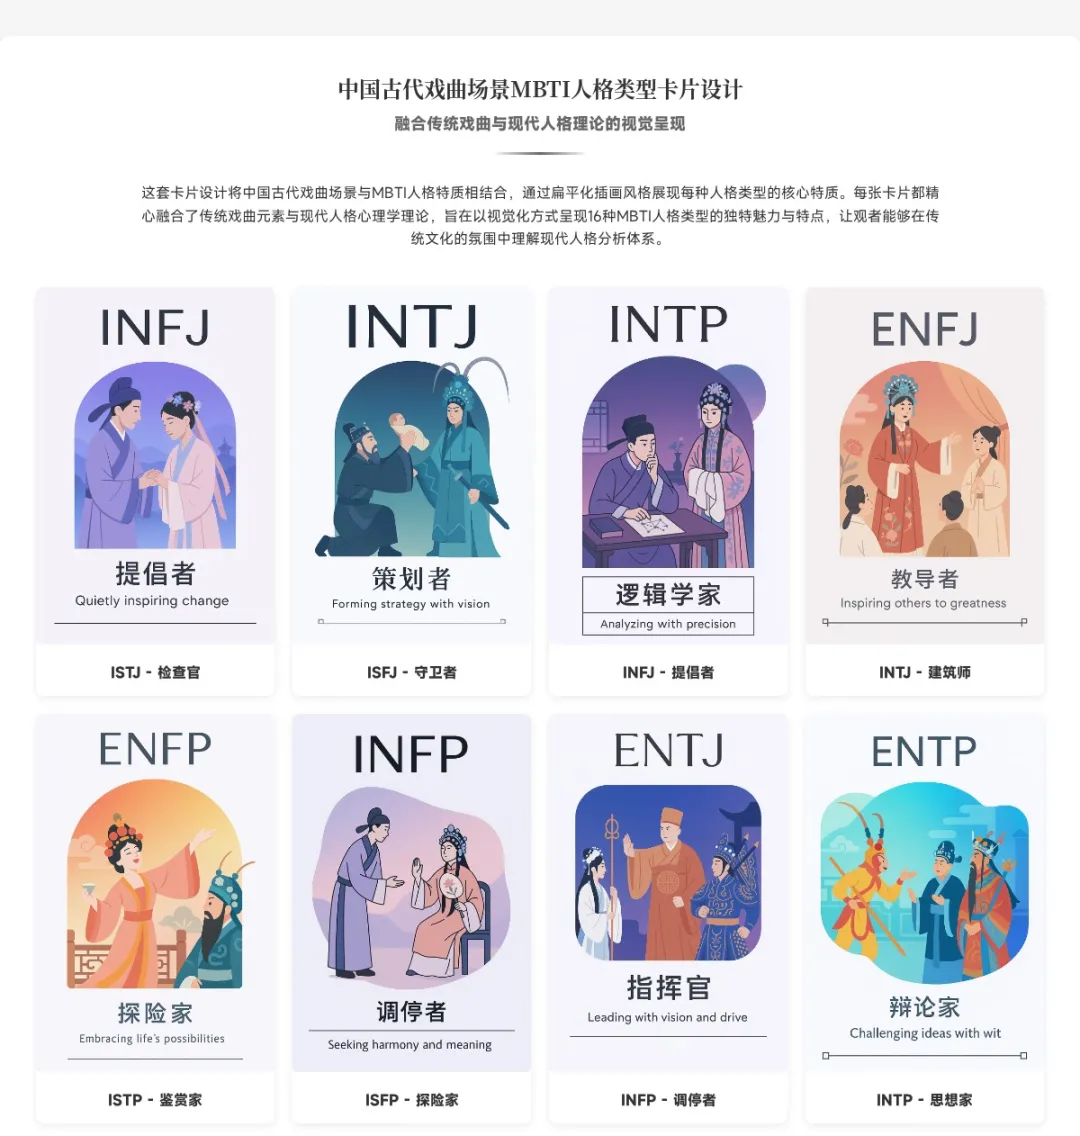 中国古代戏曲场景MBTI人格类型卡片设计
融合传统戏曲与现代人格理论的视觉呈现
这套卡片设计将中国古代戏曲场景与MBTI人格特质相结合，通过扁平化插画风格展现每种人格类型的核心特质。每张卡片都精
心融合了传统戏曲元素与现代人格心理学理论，旨在以视觉化方式呈现16种MBTI人格类型的独特魅力与特点，让观者能够在传
统文化的氛围中理解现代人格分析体系。
INFJ
提倡者
Quietly inspiring change
ISTJ - 检查官
INTJ
策划者
Forming strategy with vision
ISFJ - 守卫者
INTP
逻辑学家
Analyzing with precision
INFJ - 提倡者
ENFJ
教导者
Inspiring others to greatness
INTJ - 建筑师
ENFP
探险家
Embracing life's possibilities
ISTP - 鉴赏家
INFP
调停者
Seeking harmony and meaning
ISFP - 探险家
ENTJ
指挥官
Leading with vision and drive
INFP - 调停者
ENTP
辩论家
Challenging ideas with wit
INTP - 思想家